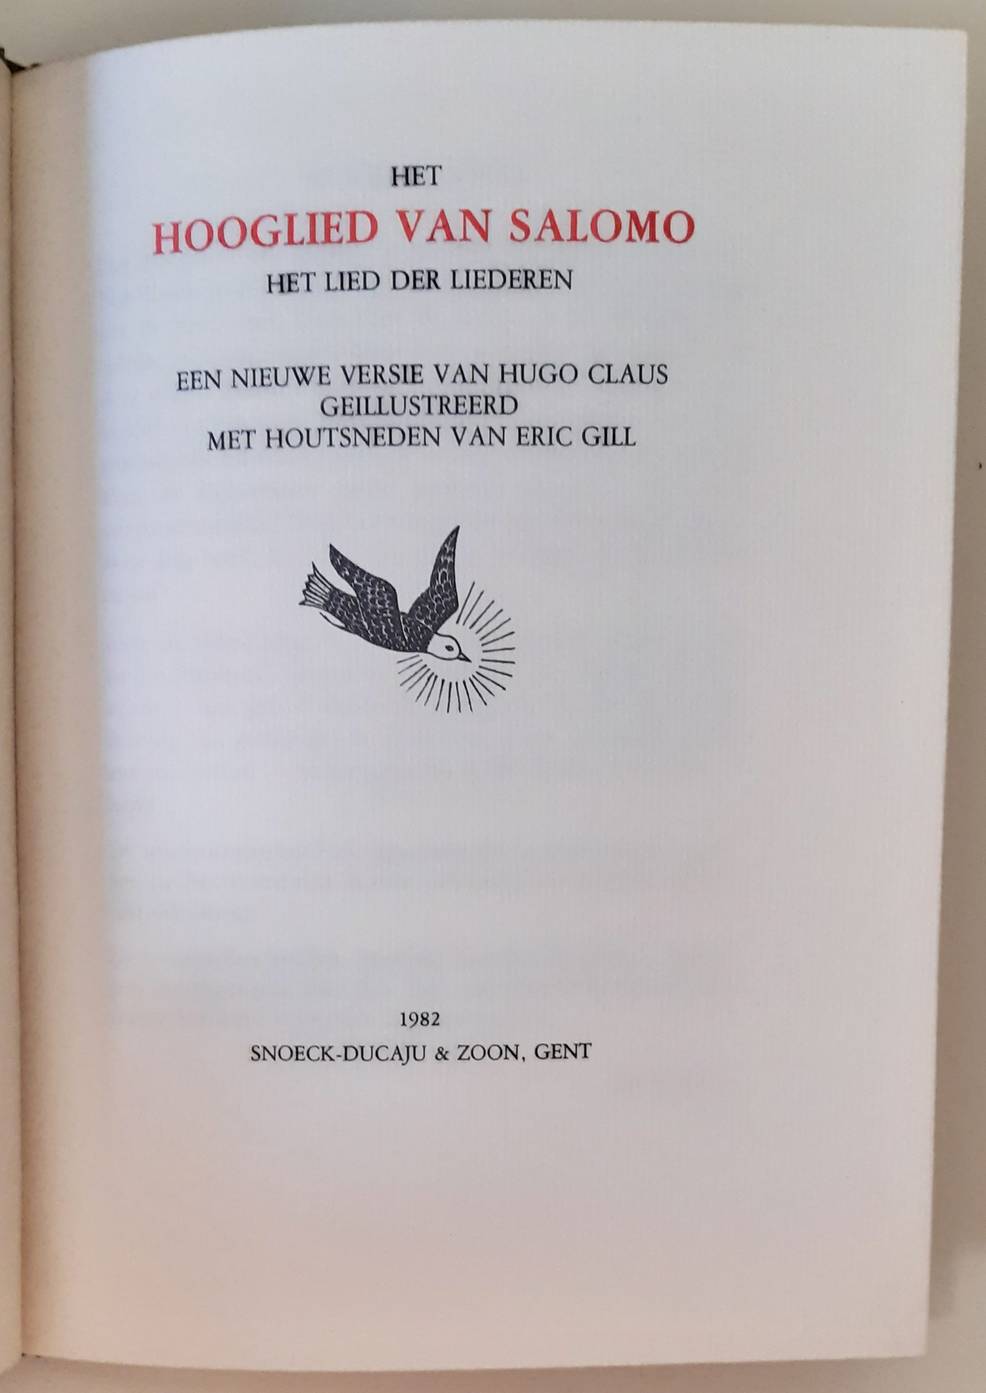 HET
HOOGLIED VAN SALOMO
HET LIED DER LIEDEREN
EEN NIEUWE VERSIE VAN HUGO CLAUS
GEILLUSTREERD
MET HOUTSNEDEN VAN ERIC GILL
1982
SNOECK-DUCAJU & ZOON, GENT